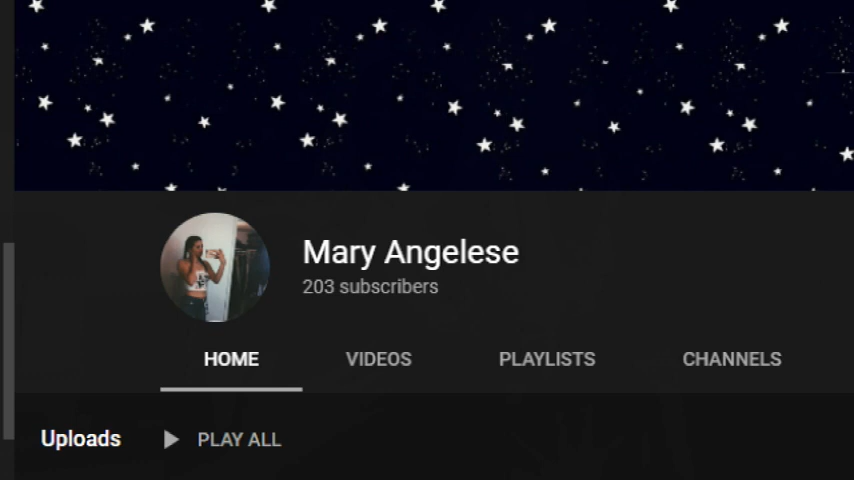 Mary Angelese
203 subscribers
HOME VIDEOS PLAYLISTS CHANNELS
Uploads PLAY ALL